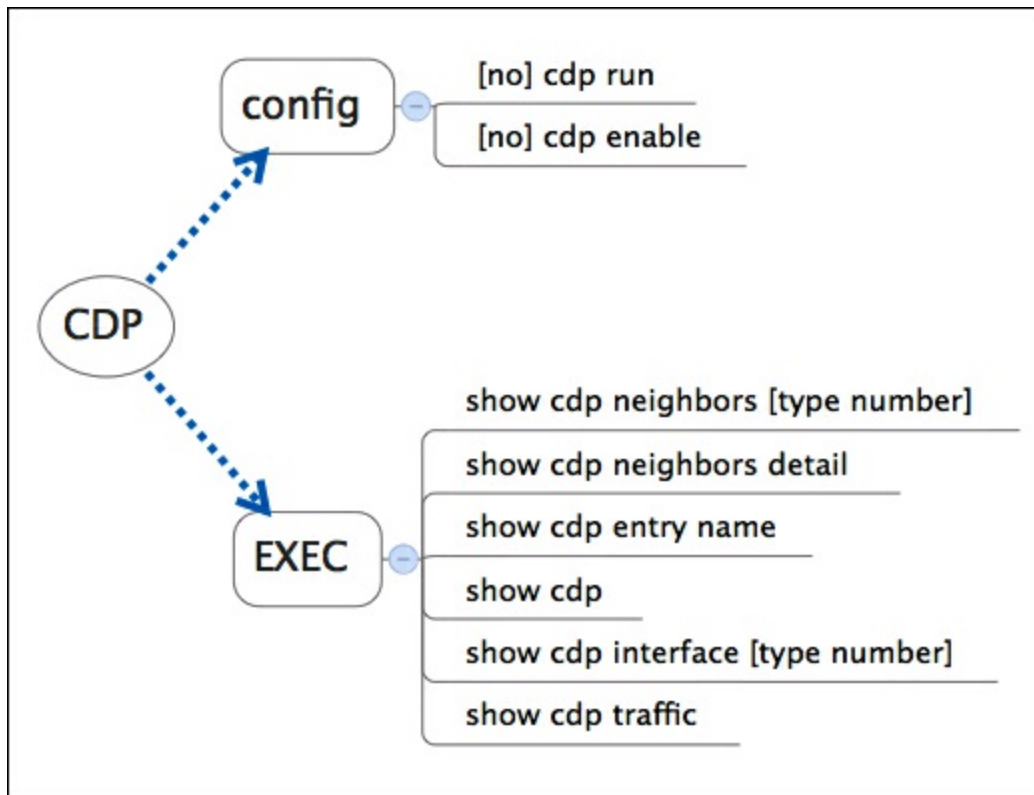 config
[no] cdp run
[no] cdp enable
CDP
show cdp neighbors [type number]
show cdp neighbors detail
show cdp entry name
EXEC
show cdp
show cdp interface [type number]
show cdp traffic